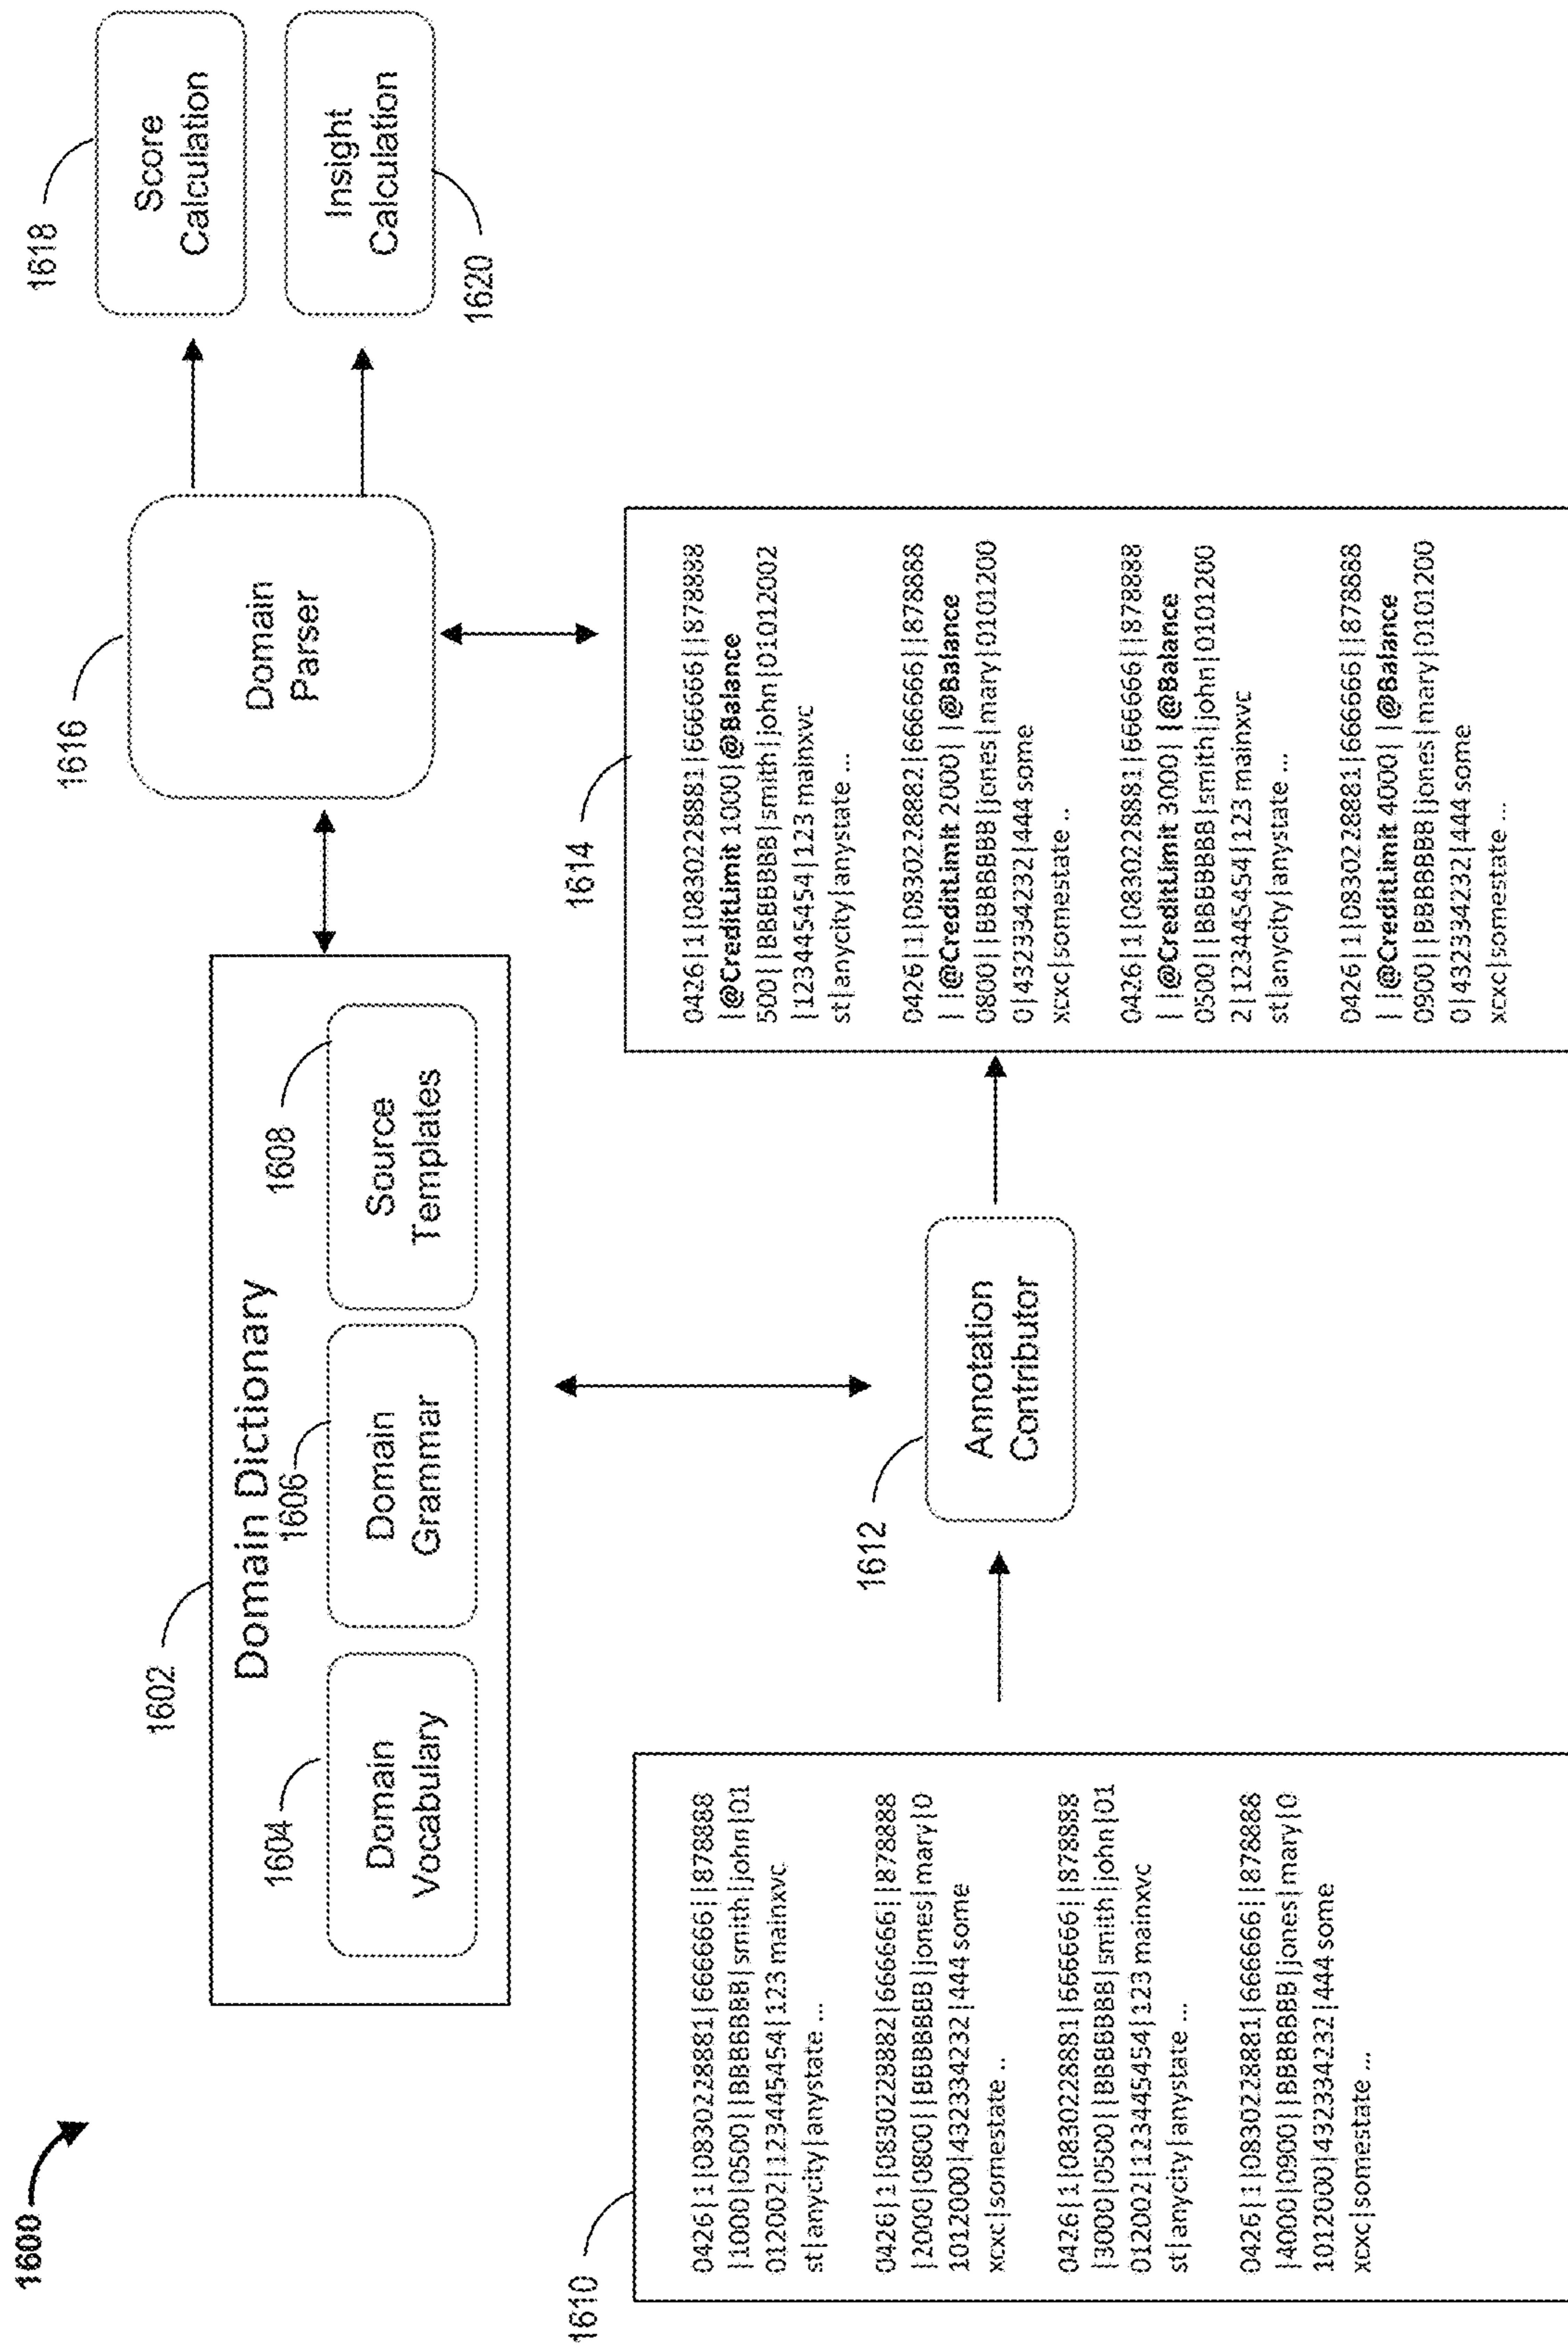 1600
1602
Domain Dictionary
1604
Domain
Vocabulary
1606
Domain
Grammar
1608
Source
Templates
1616
Domain
Parser
1618
Score
Calculation
Insight
Calculation
1620
1610
0426|1|0830228881|666666||878888
|1000|0500||BBBBBBB|smith|john|01
012002|123445454|123 mainxvc
st|anycity|anystate ...
0426|1|0830228882|666666||878888
|2000|0800||BBBBBBB|jones|mary|0
1012000|432334232|444 some
xcxc|somestate ..
0426|1|0830228881|666666||878888
|3000|0500||BBBBBBB|smith|john|01
012002|123445454|123 mainxvc
st|anycity|anystate ...
0426|1|0830228881|666666||878888
|4000|0900||BBBBBBB|jones|mary|0
1012000|432334232|444 some
xcxc|somestate ...
1612
Annotation
Contributor
1614
0426|1|0830228881|666666||878888
|@CreditLimit 1000|@Balance
500||BBBBBBB|smith|john|01012002
|123445454|123 mainxvc
st|anycity|anystate ...
0426|1|0830228882|666666||878888
||@CreditLimit 2000||@Balance
0800||BBBBBBB|jones|mary|0101200
0|432334232|444 some
xcxc|somestate ..
0426|1|0830228881|666666||878888
||@CreditLimit 3000||@Balance
0500||BBBBBBB|smith|john|0101200
2|123445454|123 mainxvc
st|anycity|anystate ...
0426|1|0830228881|666666||878888
||@CreditLimit 4000||@Balance
0900||BBBBBBB|jones|mary|0101200
0|432334232|444 some
xcxc|somestate ...